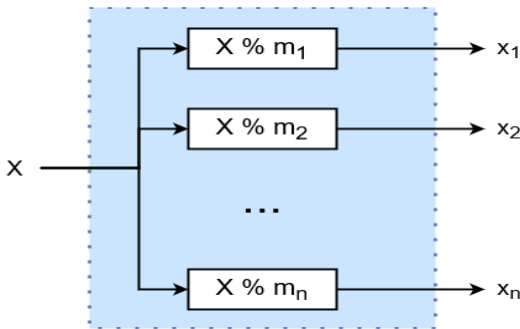 X % m₁ x₁
X % m₂ x₂
X
...
X % mₙ xₙ